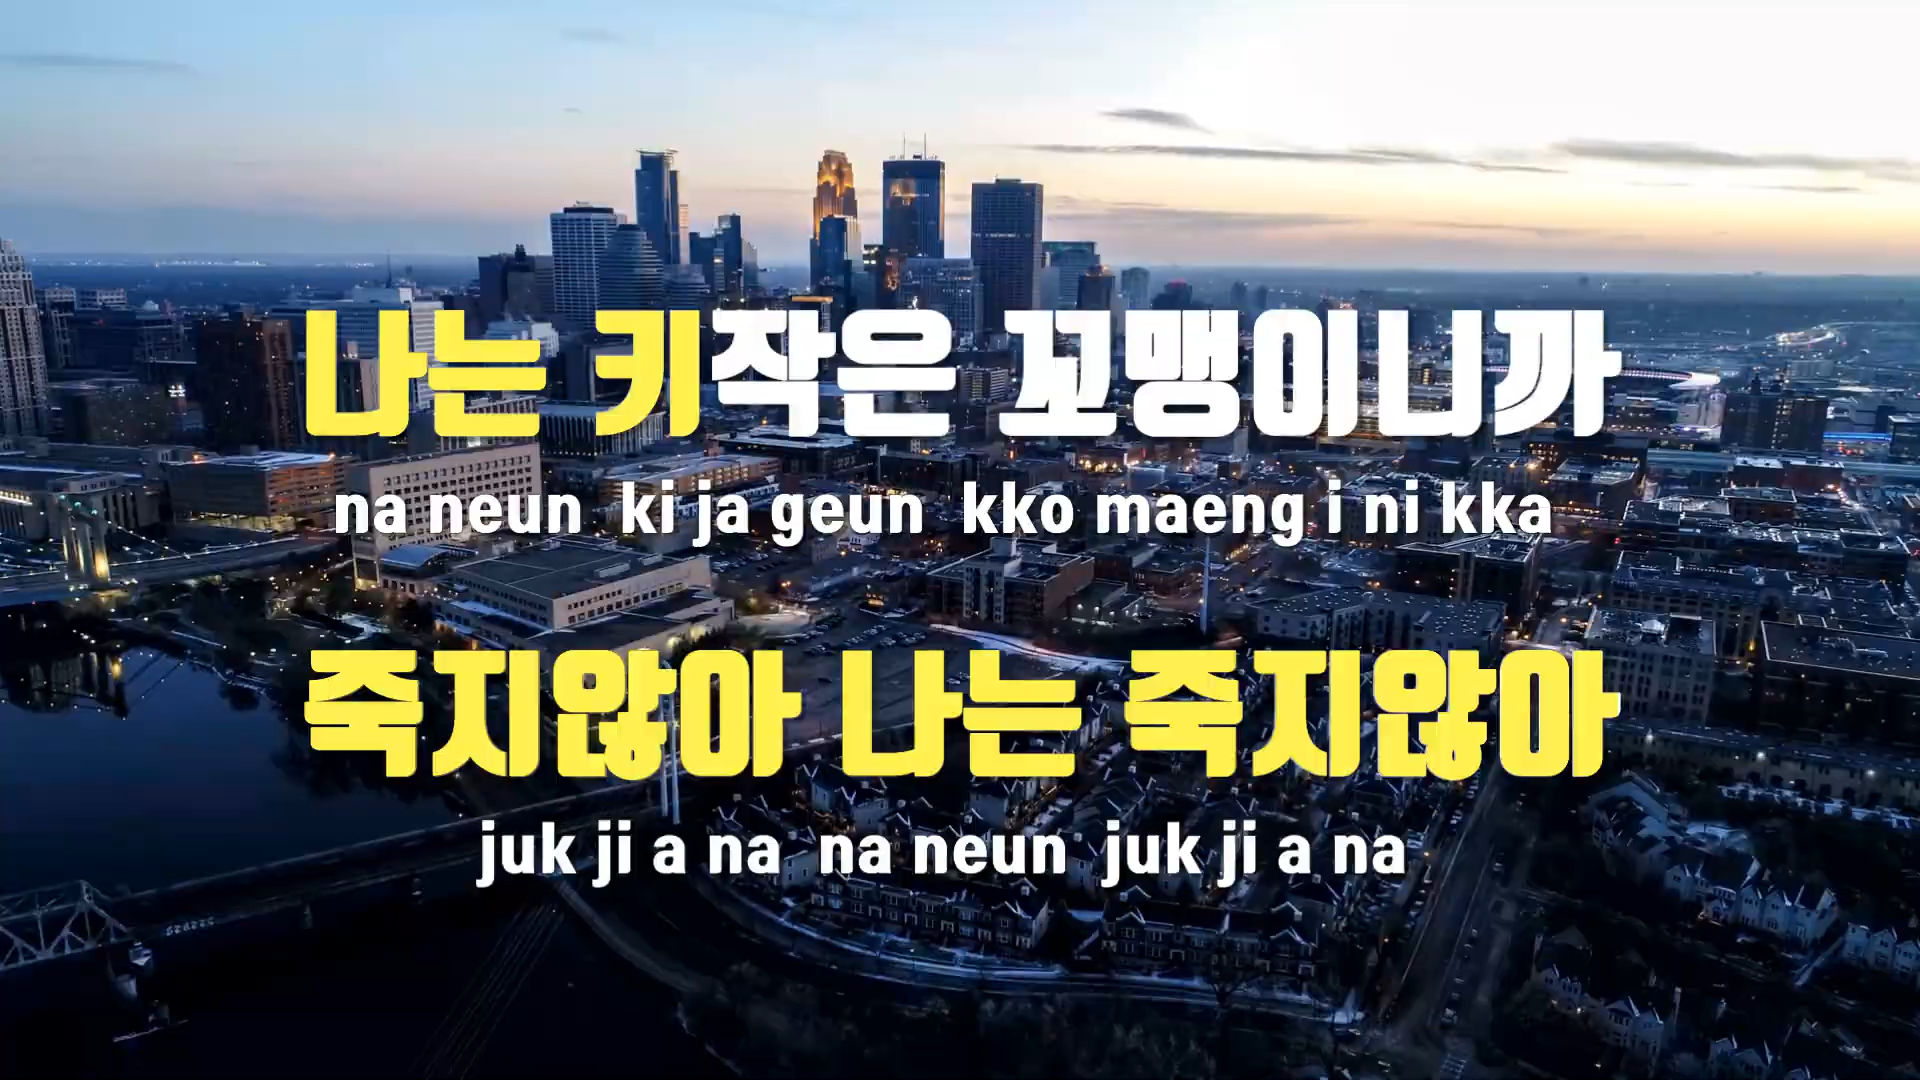 나는 키작은 꼬맹이니까
na neun ki ja geun kko maeng i ni kka
죽지않아 나는 죽지않아
juk ji a na na neun juk ji a na